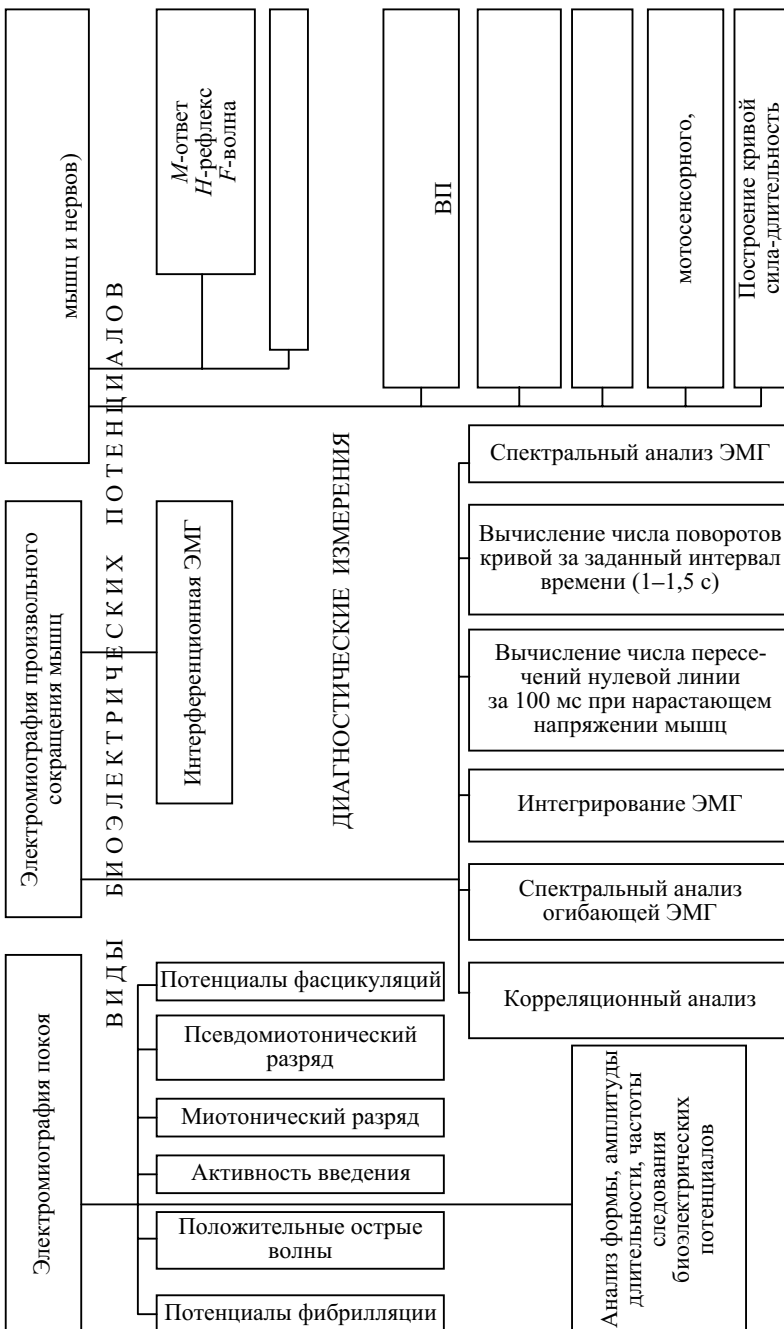 мышц и нервов)
M-ответ
H-рефлекс
F-волна
ВП
мотосенсорного,
Построение кривой
сила-длительность
Электромиография произвольного
сокращения мышц
Интерференционная ЭМГ
Электромиография покоя
ВИДЫ БИОЭЛЕКТРИЧЕСКИХ ПОТЕНЦИАЛОВ
Потенциалы фасцикуляций
Псевдомиотонический
разряд
Миотонический разряд
Активность введения
Положительные острые
волны
Потенциалы фибрилляции
ДИАГНОСТИЧЕСКИЕ ИЗМЕРЕНИЯ
Спектральный анализ ЭМГ
Вычисление числа поворотов
кривой за заданный интервал
времени (1–1,5 с)
Вычисление числа пересе-
чений нулевой линии
за 100 мс при нарастающем
напряжении мышц
Интегрирование ЭМГ
Спектральный анализ
огибающей ЭМГ
Корреляционный анализ
Анализ формы, амплитуды
длительности, частоты
следования
биоэлектрических
потенциалов